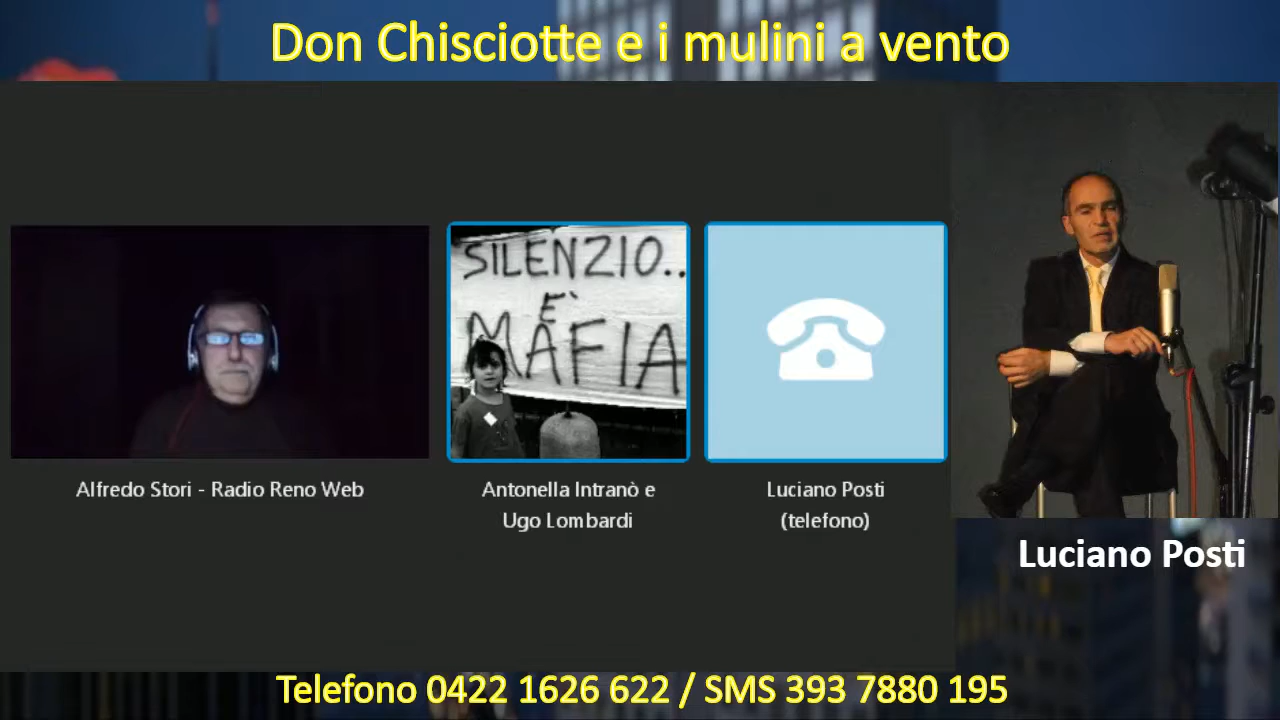 Don Chisciotte e i mulini a vento
SILENZIO..
E'
MAFIA
Alfredo Stori - Radio Reno Web
Antonella Intranò e
Ugo Lombardi
Luciano Posti
(telefono)
Luciano Posti
Telefono 0422 1626 622 / SMS 393 7880 195